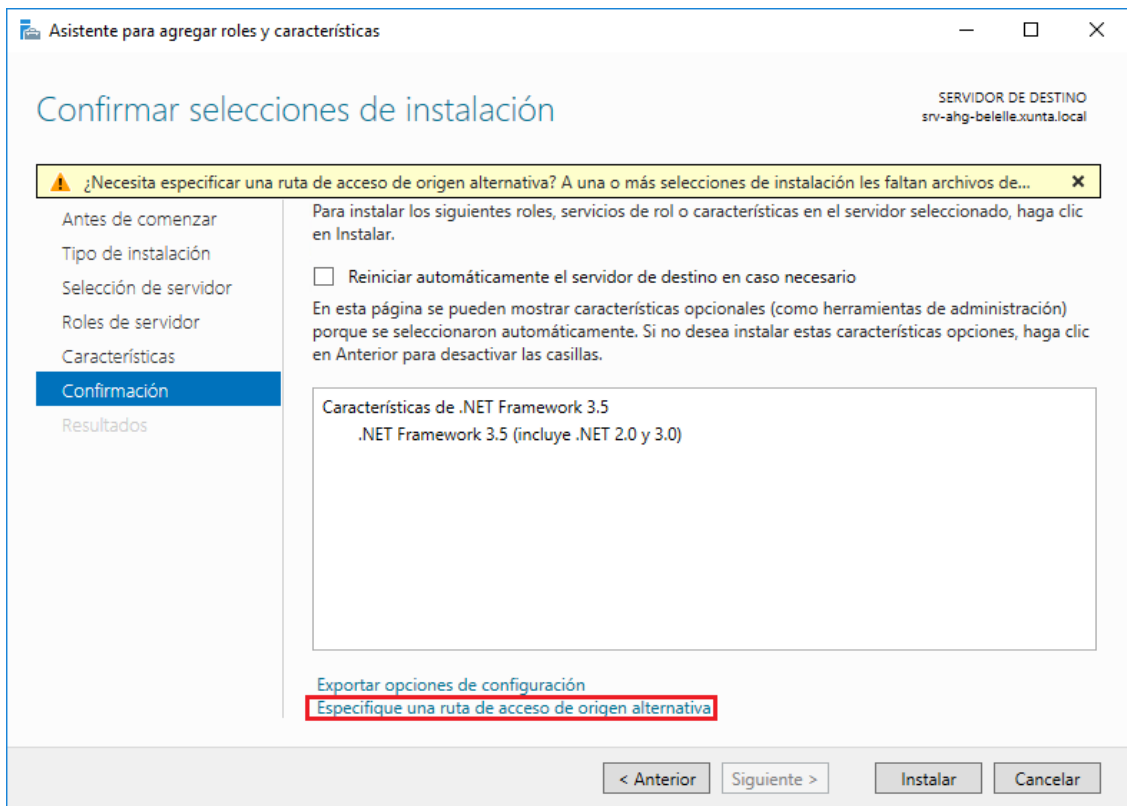 Asistente para agregar roles y características
Confirmar selecciones de instalación
SERVIDOR DE DESTINO
srv-ahg-belelle.xunta.local
¿Necesita especificar una ruta de acceso de origen alternativa? A una o más selecciones de instalación les faltan archivos de...
Antes de comenzar
Tipo de instalación
Selección de servidor
Roles de servidor
Características
Confirmación
Resultados
Para instalar los siguientes roles, servicios de rol o características en el servidor seleccionado, haga clic
en Instalar.
Reiniciar automáticamente el servidor de destino en caso necesario
En esta página se pueden mostrar características opcionales (como herramientas de administración)
porque se seleccionaron automáticamente. Si no desea instalar estas características opciones, haga clic
en Anterior para desactivar las casillas.
Características de .NET Framework 3.5
.NET Framework 3.5 (incluye .NET 2.0 y 3.0)
Exportar opciones de configuración
Especifique una ruta de acceso de origen alternativa
< Anterior
Siguiente >
Instalar
Cancelar